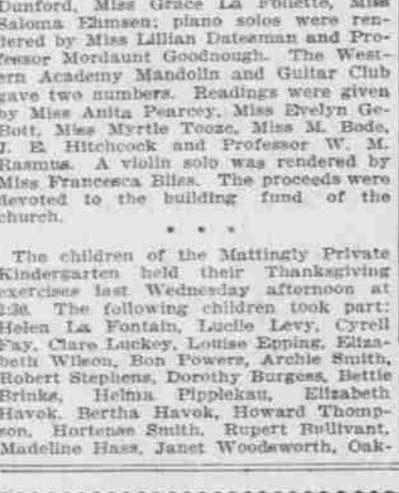 Dunford, Miss Grace La Follette, Miss
Saloma Ehmsen; piano solos were ren-
dered by Miss Lillian Datesman and Pro-
fessor Mordaunt Goodnough. The West-
ern Academy Mandolin and Guitar Club
gave two numbers. Readings were given
by Miss Anita Pearcey, Miss Evelyn Ge-
Bott, Miss Myrtle Tooze, Miss M. Bode,
J. E. Hitchcock and Professor W. M.
Rasmus. A violin solo was rendered by
Miss Francesca Bliss. The proceeds were
devoted to the building fund of the
church.
* * *
The children of the Mattingly Private
Kindergarten held their Thanksgiving
exercises last Wednesday afternoon at
The following children took part:
Helen La Fontain, Lucile Levy, Cyrell
Fay, Clare Luckey, Louise Epping, Eliza-
beth Wilson, Bon Powers, Archie Smith,
Robert Stephens, Dorothy Burgess, Bettie
Brinks, Helma Pipplekau, Elizabeth
Havok, Bertha Havok, Howard Thomp-
son, Hortense Smith, Rupert Bullivant,
Madeline Hass, Janet Woodsworth, Oak-